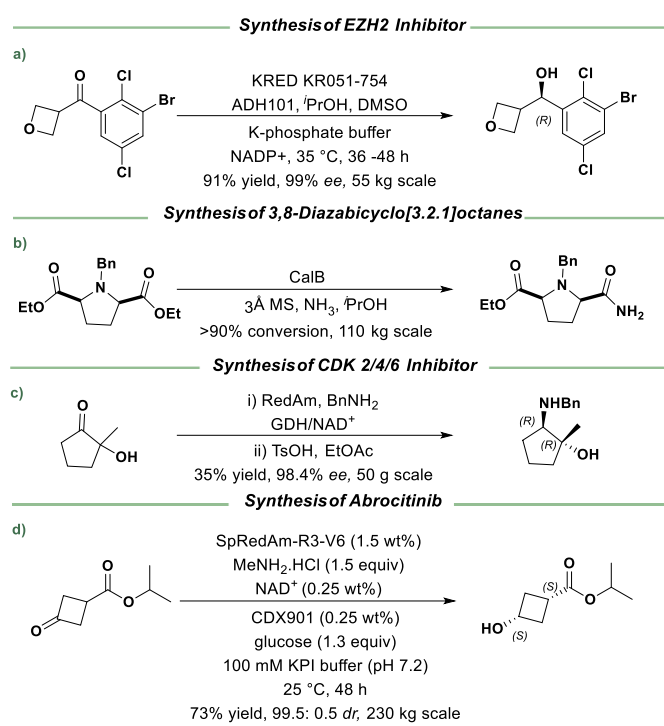 Synthesis of EZH2 Inhibitor
a)
O
Cl
Br
O
Cl
KRED KR051-754
ADH101, iPrOH, DMSO
K-phosphate buffer
NADP+, 35 °C, 36 -48 h
91% yield, 99% ee, 55 kg scale
OH
Cl
Br
(R)
O
Cl
Synthesis of 3,8-Diazabicyclo[3.2.1]octanes
b)
Bn
O
N
O
EtO
OEt
CalB
3Å MS, NH3, iPrOH
>90% conversion, 110 kg scale
Bn
O
N
O
EtO
NH2
Synthesis of CDK 2/4/6 Inhibitor
c)
O
OH
i) RedAm, BnNH2
GDH/NAD+
ii) TsOH, EtOAc
35% yield, 98.4% ee, 50 g scale
NHBn
(R)
(R)
OH
Synthesis of Abrocitinib
d)
O
O
O
SpRedAm-R3-V6 (1.5 wt%)
MeNH2.HCl (1.5 equiv)
NAD+ (0.25 wt%)
CDX901 (0.25 wt%)
glucose (1.3 equiv)
100 mM KPI buffer (pH 7.2)
25 °C, 48 h
73% yield, 99.5: 0.5 dr, 230 kg scale
O
(S)
O
HO
(S)